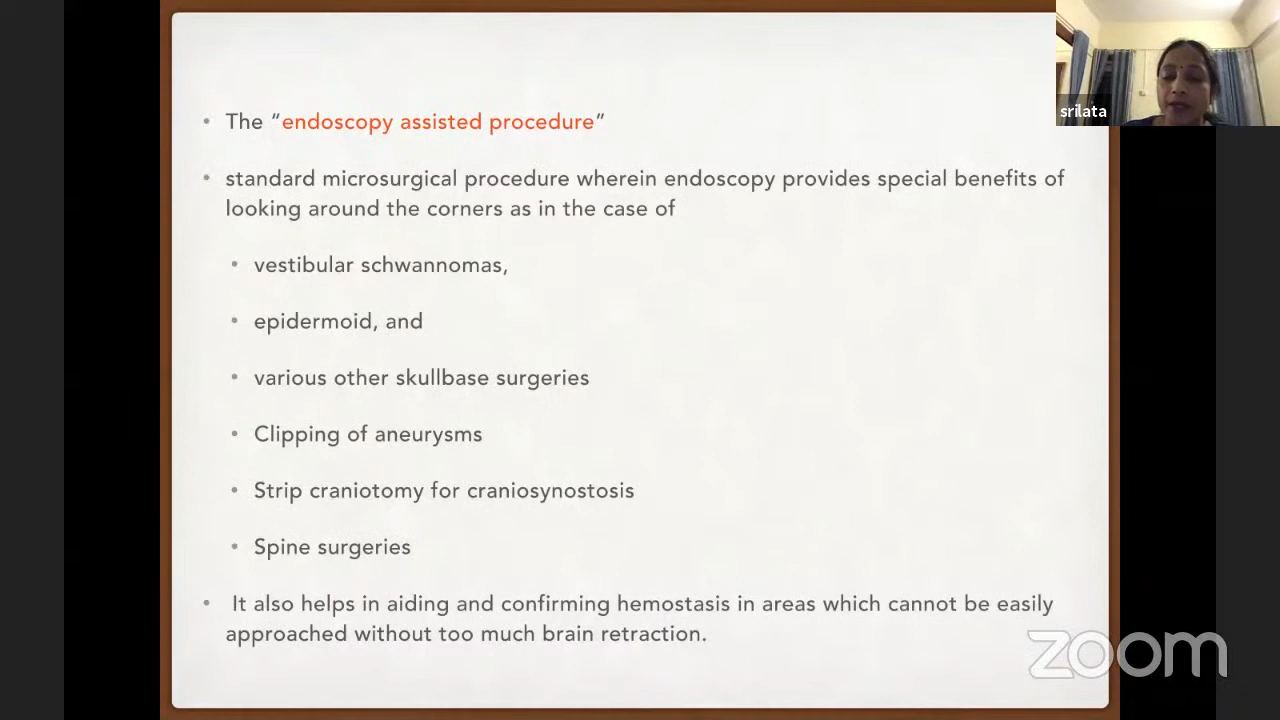 srilata
• The “endoscopy assisted procedure”
• standard microsurgical procedure wherein endoscopy provides special benefits of
looking around the corners as in the case of
• vestibular schwannomas,
• epidermoid, and
• various other skullbase surgeries
• Clipping of aneurysms
• Strip craniotomy for craniosynostosis
• Spine surgeries
• It also helps in aiding and confirming hemostasis in areas which cannot be easily
approached without too much brain retraction.
zoom